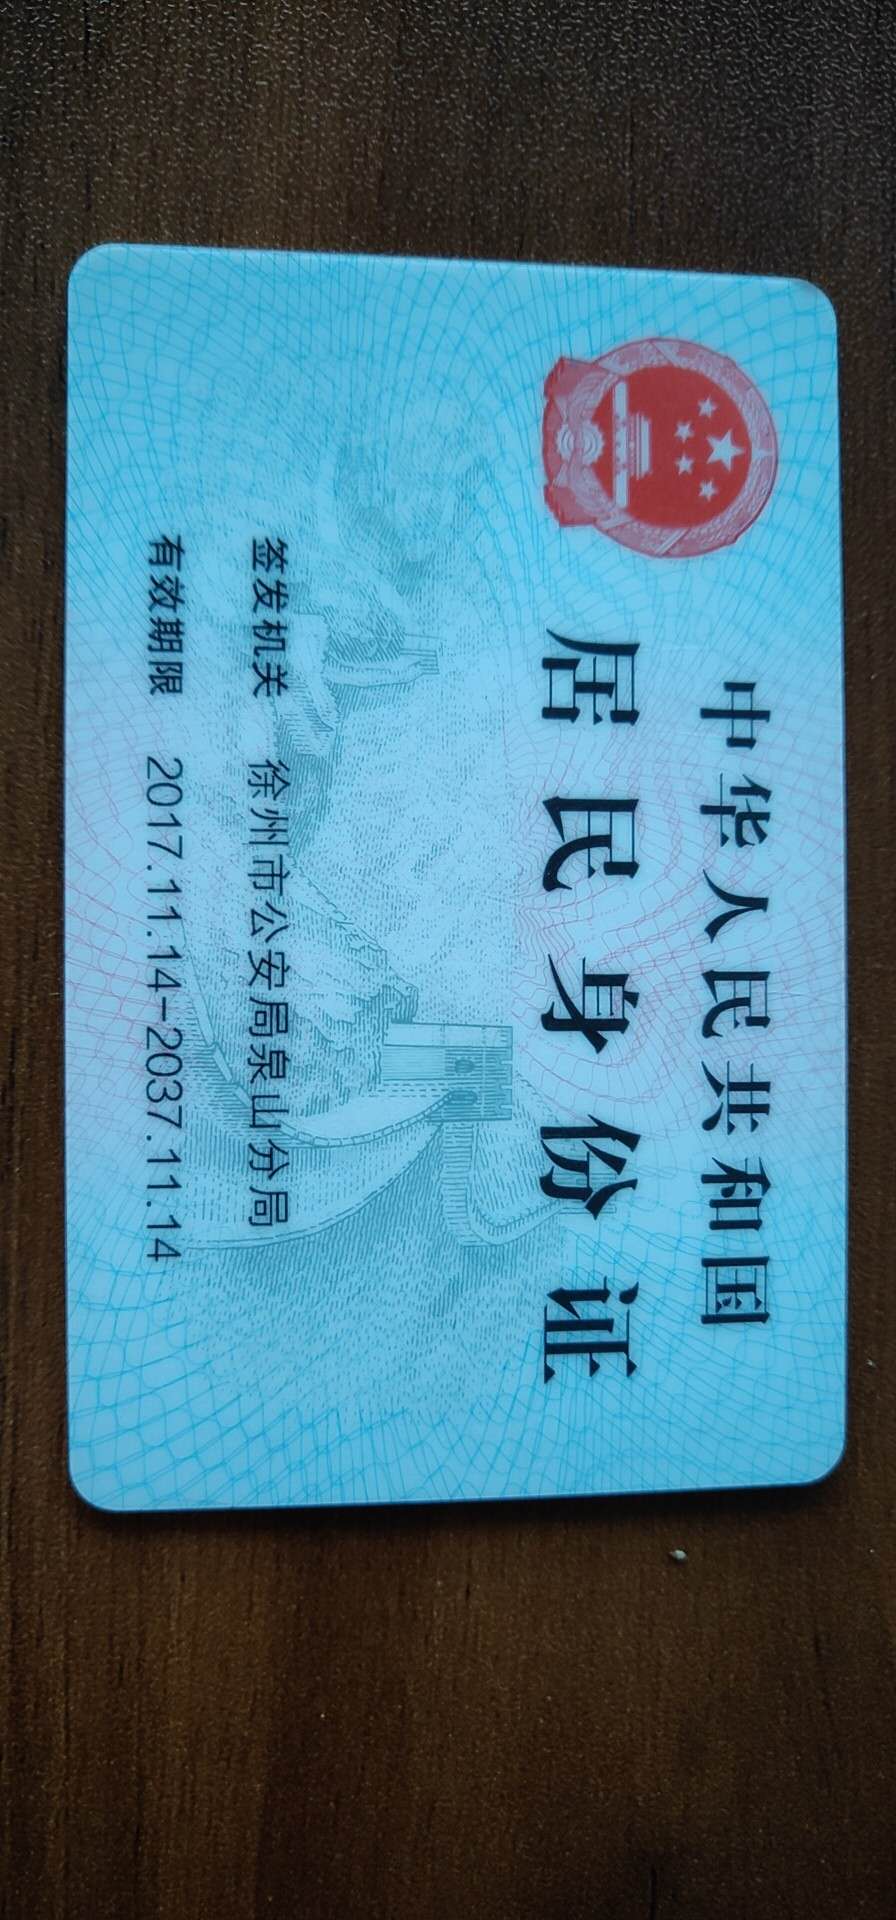 中华人民共和国
居民身份证
签发机关 徐州市公安局泉山分局
有效期限 2017.11.14-2037.11.14